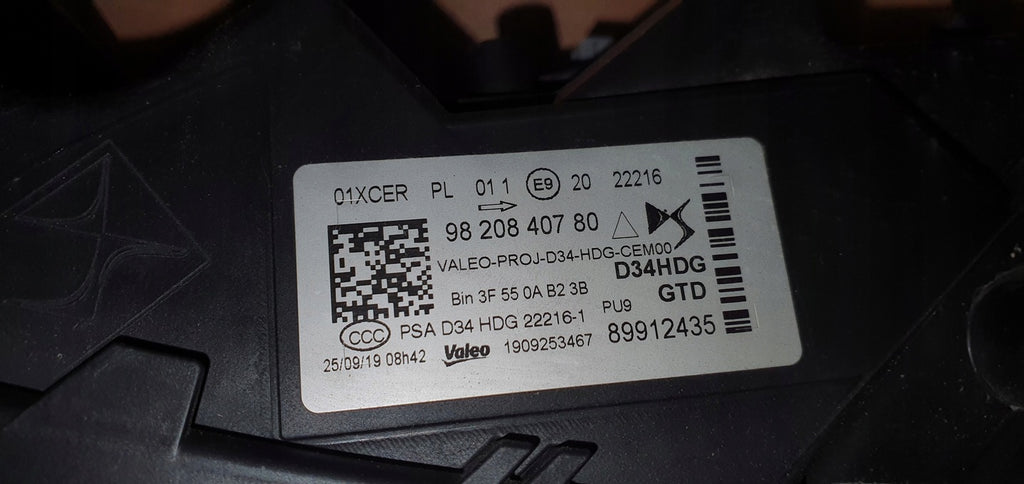 01XCER PL 01 1 E9 20 22216
98 208 407 80
VALEO-PROJ-D34-HDG-CEM00
D34HDG
Bin 3F 55 0A B2 3B
GTD
CCC PSA D34 HDG 22216-1
PU9
25/09/19 08h42 Valeo 1909253467 89912435